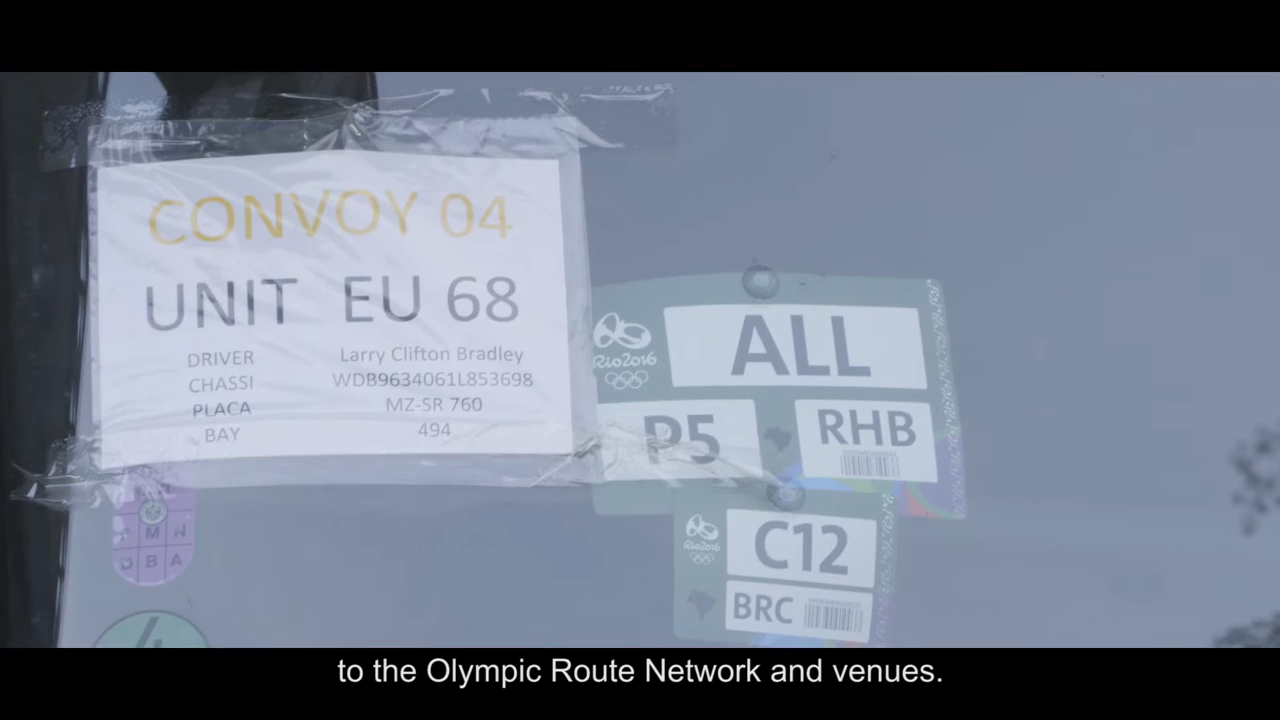 CONVOY 04
UNIT EU 68
DRIVER Larry Clifton Bradley
CHASSI WDB9634061L853698
PLACA MZ-SR 760
BAY 494
Rio2016
ALL
P5
RHB
Rio2016
C12
BRC
M
D B A
4
to the Olympic Route Network and venues.